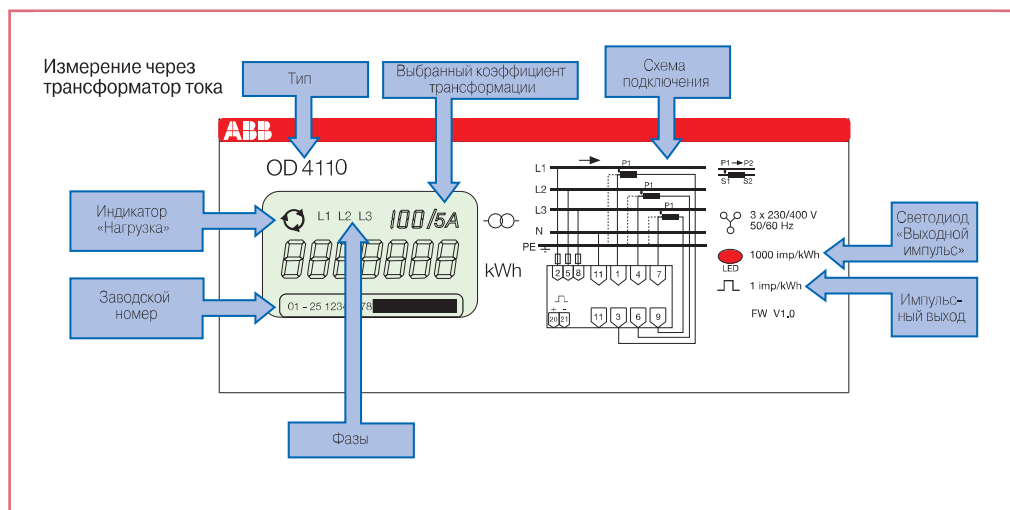 Измерение через
трансформатор тока
Тип
Выбранный коэффициент
трансформации
Схема
подключения
ABB
OD 4110
L1 L2 L3
100/5A
8888888
kWh
01 - 25 1234
78
Индикатор
«Нагрузка»
Заводской
номер
Фазы
L1
L2
L3
N
PE
P1
P1
P1
2 5 8 11 1 4 7
+ -
20 21 11 3 6 9
P1 P2
S1 S2
3 x 230/400 V
50/60 Hz
LED
1000 imp/kWh
1 imp/kWh
FW V1.0
Светодиод
«Выходной
импульс»
Импульс-
ный выход